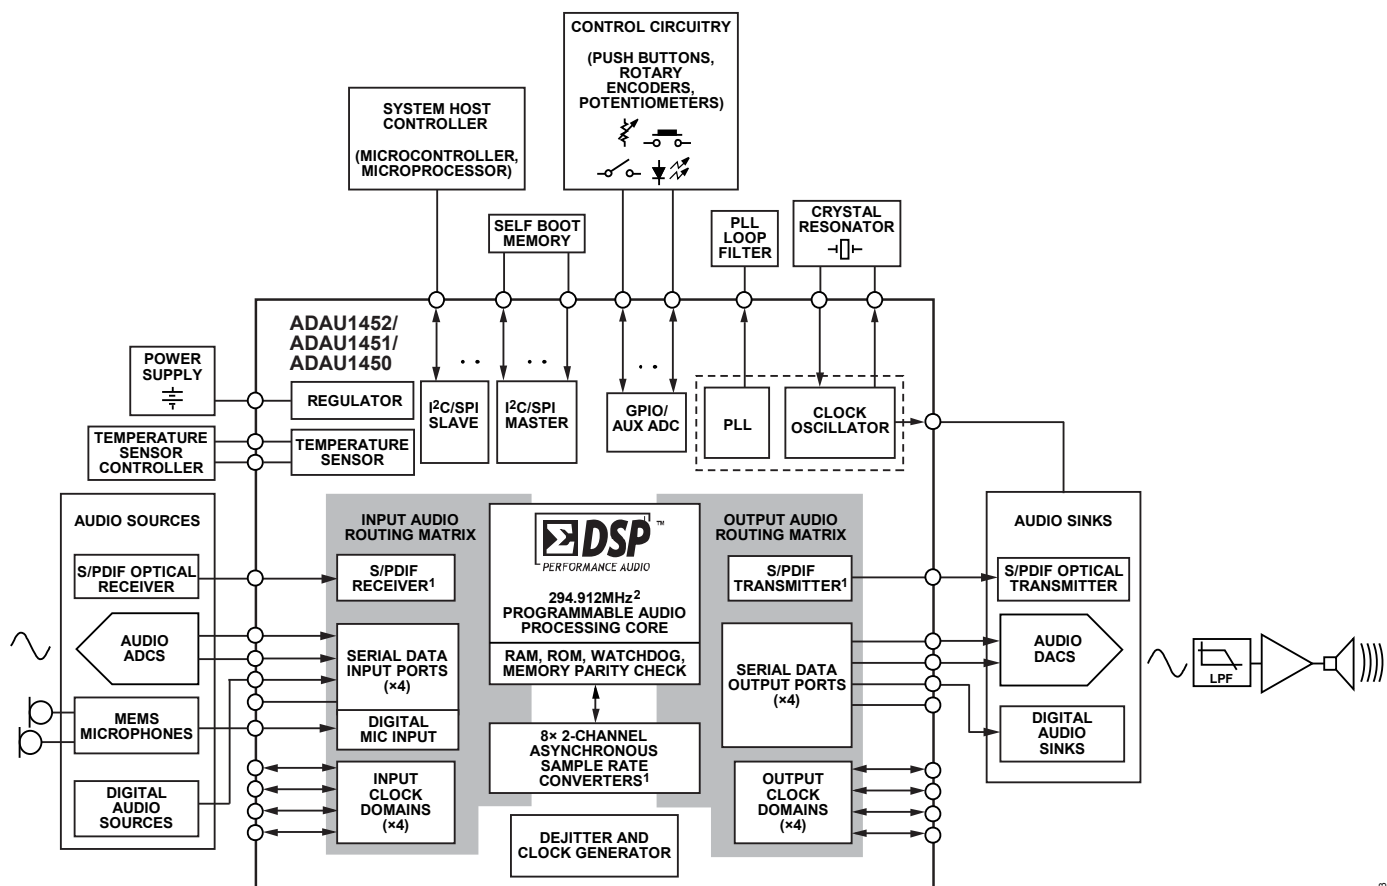 CONTROL CIRCUITRY
(PUSH BUTTONS,
ROTARY
ENCODERS,
POTENTIOMETERS)
SYSTEM HOST
CONTROLLER
(MICROCONTROLLER,
MICROPROCESSOR)
SELF BOOT
MEMORY
PLL
LOOP
FILTER
CRYSTAL
RESONATOR
ADAU1452/
ADAU1451/
ADAU1450
POWER
SUPPLY
REGULATOR
TEMPERATURE
SENSOR
CONTROLLER
TEMPERATURE
SENSOR
I2C/SPI
SLAVE
I2C/SPI
MASTER
GPIO/
AUX ADC
PLL
CLOCK
OSCILLATOR
AUDIO SOURCES
S/PDIF OPTICAL
RECEIVER
AUDIO
ADCS
MEMS
MICROPHONES
DIGITAL
AUDIO
SOURCES
INPUT AUDIO
ROUTING MATRIX
S/PDIF
RECEIVER1
SERIAL DATA
INPUT PORTS
(×4)
DIGITAL
MIC INPUT
INPUT
CLOCK
DOMAINS
(×4)
ΣDSP™
PERFORMANCE AUDIO
294.912MHz2
PROGRAMMABLE AUDIO
PROCESSING CORE
RAM, ROM, WATCHDOG,
MEMORY PARITY CHECK
8× 2-CHANNEL
ASYNCHRONOUS
SAMPLE RATE
CONVERTERS1
DEJITTER AND
CLOCK GENERATOR
OUTPUT AUDIO
ROUTING MATRIX
S/PDIF
TRANSMITTER1
SERIAL DATA
OUTPUT PORTS
(×4)
OUTPUT
CLOCK
DOMAINS
(×4)
AUDIO SINKS
S/PDIF OPTICAL
TRANSMITTER
AUDIO
DACS
DIGITAL
AUDIO
SINKS
LPF